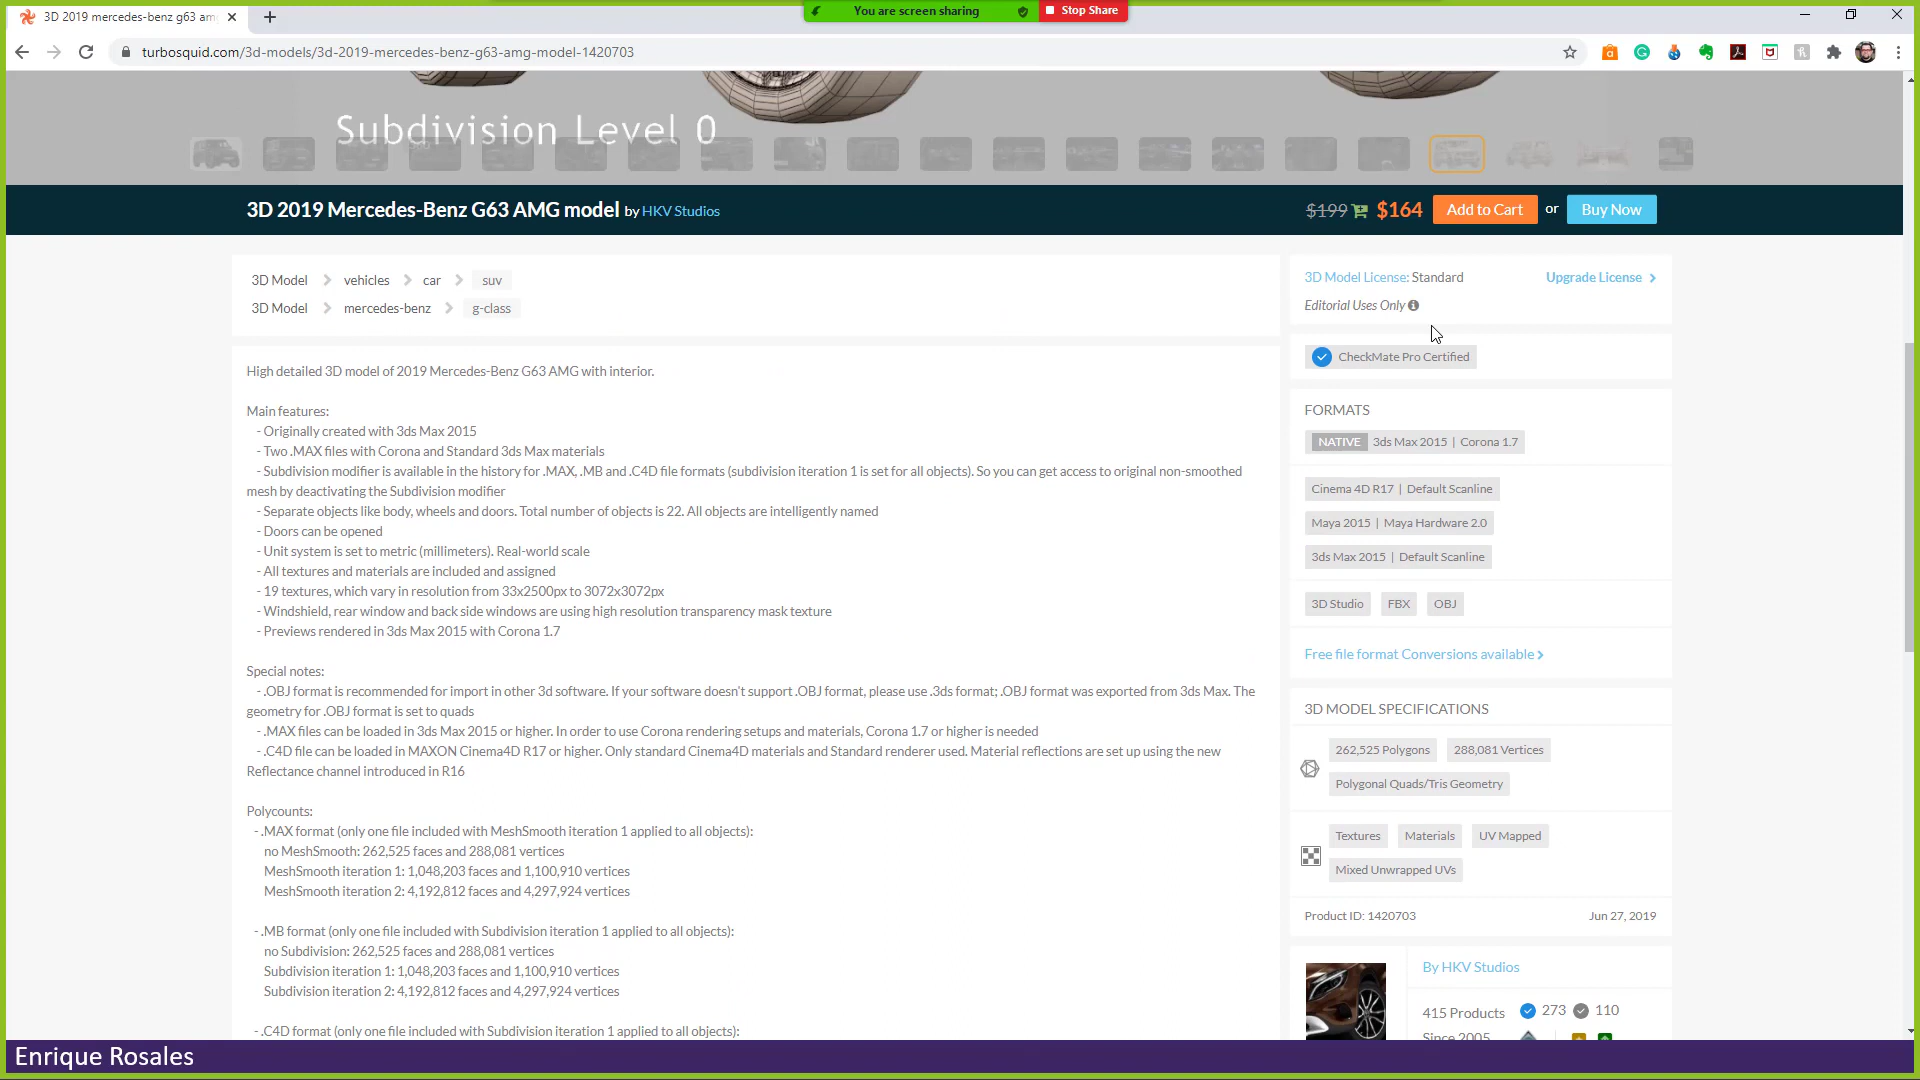 3D 2019 mercedes-benz g63 am
You are screen sharing
Stop Share
turbosquid.com/3d-models/3d-2019-mercedes-benz-g63-amg-model-1420703
Subdivision Level 0
3D 2019 Mercedes-Benz G63 AMG model by HKV Studios
$199 $164 Add to Cart or Buy Now
3D Model vehicles car suv
3D Model mercedes-benz g-class
3D Model License: Standard
Upgrade License
Editorial Uses Only
CheckMate Pro Certified
High detailed 3D model of 2019 Mercedes-Benz G63 AMG with interior.
Main features:
- Originally created with 3ds Max 2015
- Two .MAX files with Corona and Standard 3ds Max materials
- Subdivision modifier is available in the history for .MAX, .MB and .C4D file formats (subdivision iteration 1 is set for all objects). So you can get access to original non-smoothed
mesh by deactivating the Subdivision modifier
- Separate objects like body, wheels and doors. Total number of objects is 22. All objects are intelligently named
- Doors can be opened
- Unit system is set to metric (millimeters). Real-world scale
- All textures and materials are included and assigned
- 19 textures, which vary in resolution from 33x2500px to 3072x3072px
- Windshield, rear window and back side windows are using high resolution transparency mask texture
- Previews rendered in 3ds Max 2015 with Corona 1.7
Special notes:
- .OBJ format is recommended for import in other 3d software. If your software doesn't support .OBJ format, please use .3ds format; .OBJ format was exported from 3ds Max. The
geometry for .OBJ format is set to quads
- .MAX files can be loaded in 3ds Max 2015 or higher. In order to use Corona rendering setups and materials, Corona 1.7 or higher is needed
- .C4D file can be loaded in MAXON Cinema4D R17 or higher. Only standard Cinema4D materials and Standard renderer used. Material reflections are set up using the new
Reflectance channel introduced in R16
Polycounts:
- .MAX format (only one file included with MeshSmooth iteration 1 applied to all objects):
no MeshSmooth: 262,525 faces and 288,081 vertices
MeshSmooth iteration 1: 1,048,203 faces and 1,100,910 vertices
MeshSmooth iteration 2: 4,192,812 faces and 4,297,924 vertices
- .MB format (only one file included with Subdivision iteration 1 applied to all objects):
no Subdivision: 262,525 faces and 288,081 vertices
Subdivision iteration 1: 1,048,203 faces and 1,100,910 vertices
Subdivision iteration 2: 4,192,812 faces and 4,297,924 vertices
- .C4D format (only one file included with Subdivision iteration 1 applied to all objects):
FORMATS
NATIVE 3ds Max 2015 | Corona 1.7
Cinema 4D R17 | Default Scanline
Maya 2015 | Maya Hardware 2.0
3ds Max 2015 | Default Scanline
3D Studio FBX OBJ
Free file format Conversions available
3D MODEL SPECIFICATIONS
262,525 Polygons 288,081 Vertices
Polygonal Quads/Tris Geometry
Textures Materials UV Mapped
Mixed Unwrapped UVs
Product ID: 1420703 Jun 27, 2019
By HKV Studios
415 Products 273 110
Since 2005
Enrique Rosales